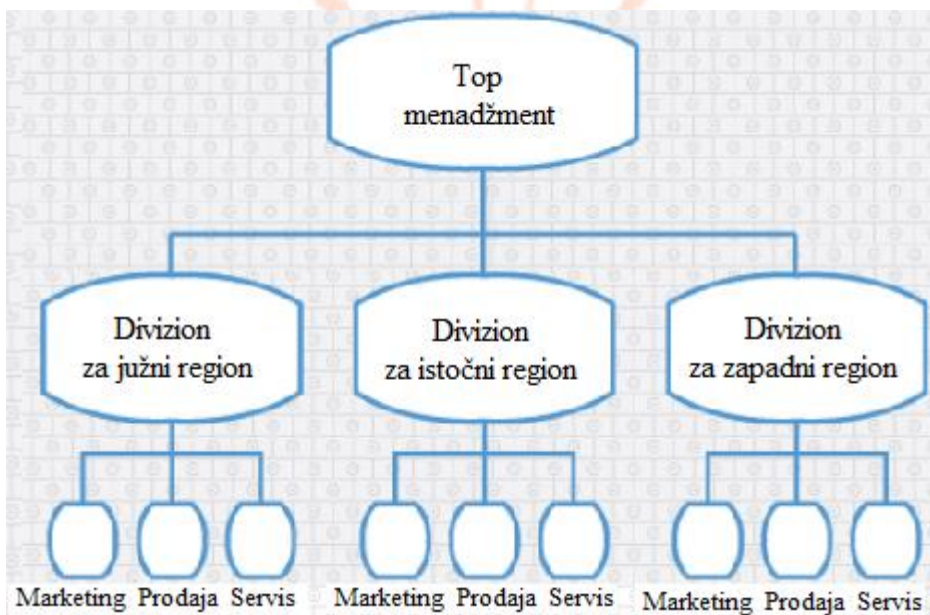 Top
menadžment
Divizion
za južni region
Divizion
za istočni region
Divizion
za zapadni region
Marketing Prodaja Servis
Marketing Prodaja Servis
Marketing Prodaja Servis